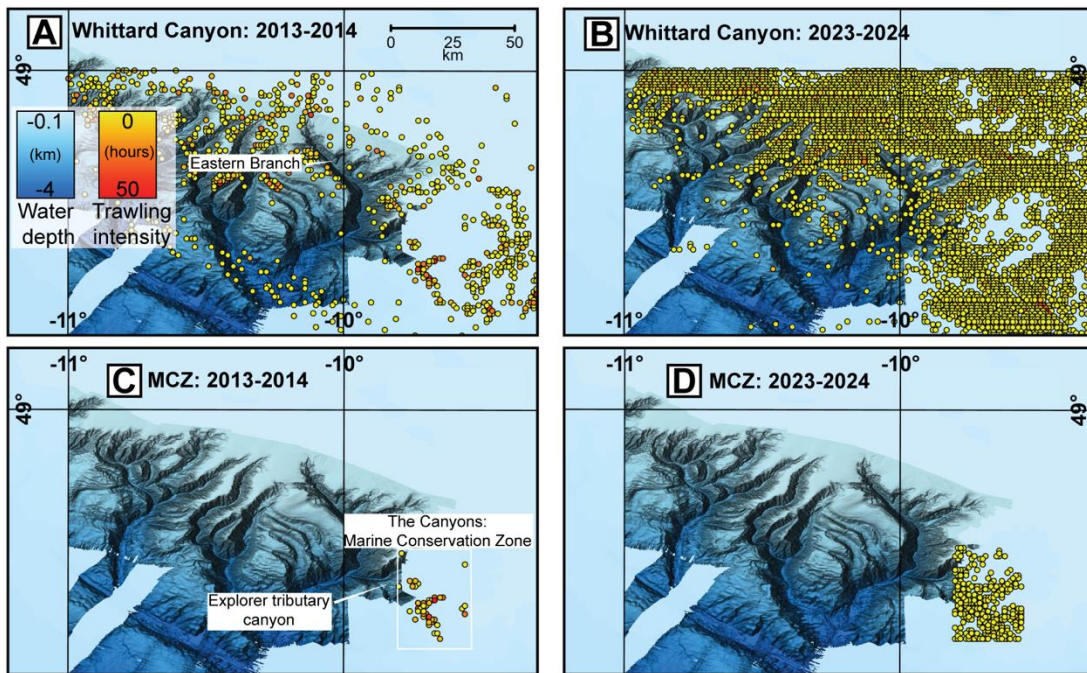 A Whittard Canyon: 2013-2014
0 25 50
km
49°
-0.1
(km)
-4
Water
depth
0
(hours)
50
Trawling
intensity
Eastern Branch
-11°
-10°
B Whittard Canyon: 2023-2024
49°
-11°
-10°
C MCZ: 2013-2014
-11°
-10°
49°
The Canyons:
Marine Conservation Zone
Explorer tributary
canyon
D MCZ: 2023-2024
-10°
49°